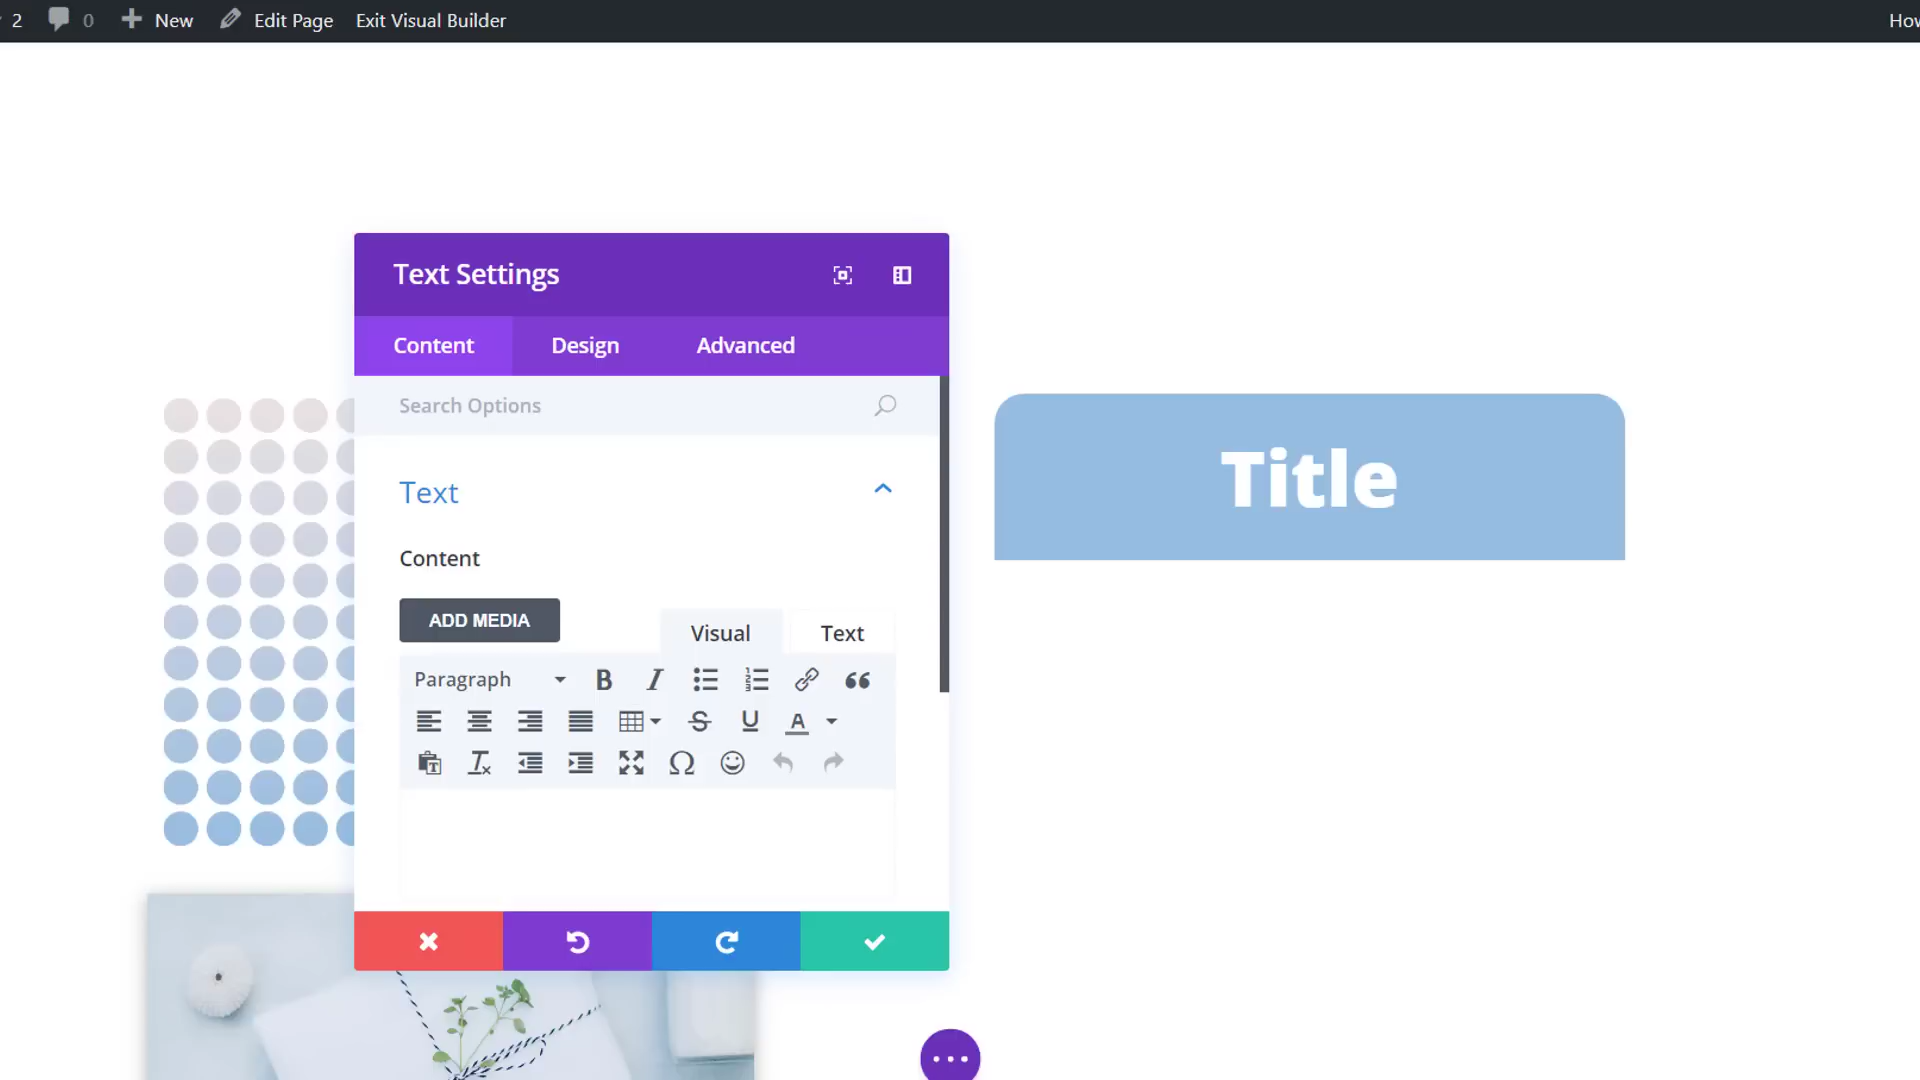 2 0 New Edit Page Exit Visual Builder How
Text Settings
Content Design Advanced
Search Options
Text
Content
ADD MEDIA
Visual Text
Paragraph
Title